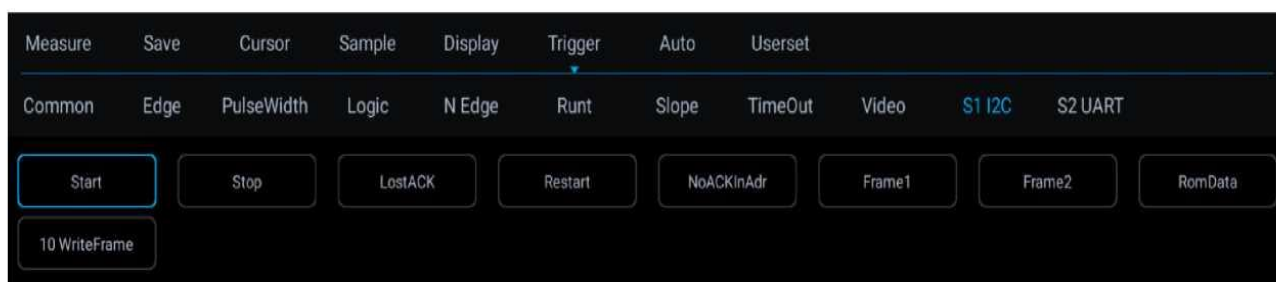 Measure Save Cursor Sample Display Trigger Auto Userset
Common Edge PulseWidth Logic N Edge Runt Slope TimeOut Video S1 I2C S2 UART
Start Stop LostACK Restart NoACKInAdr Frame1 Frame2 RomData
10 WriteFrame